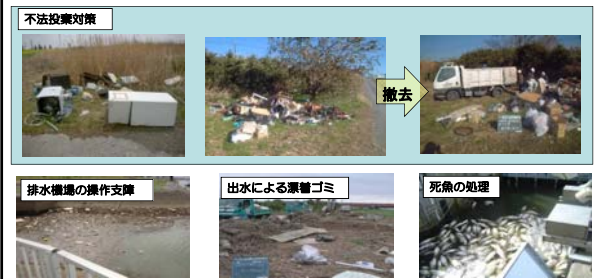 不法投棄対策
撤去
排水機場の操作支障
出水による漂着ゴミ
死魚の処理